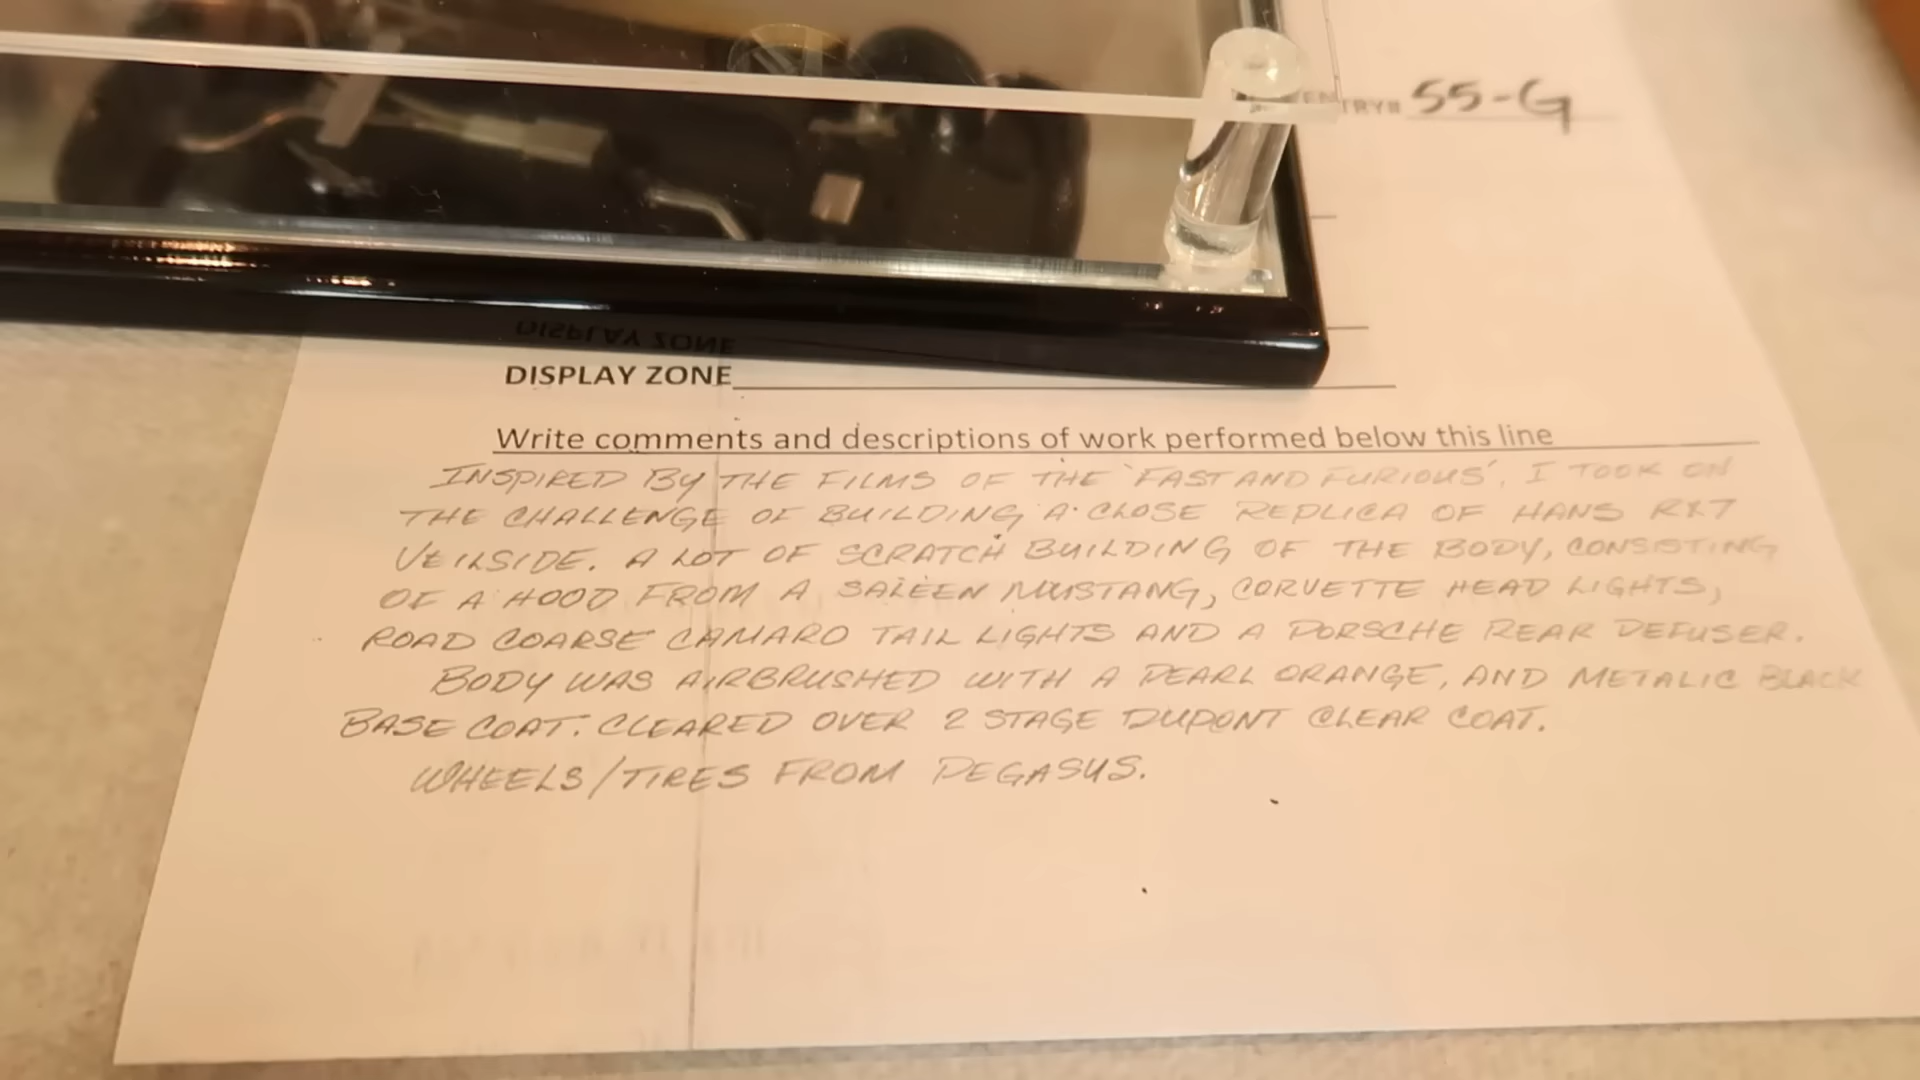 ENTRY# 55-G
DISPLAY ZONE
Write comments and descriptions of work performed below this line
INSPIRED BY THE FILMS OF THE 'FAST AND FURIOUS', I TOOK ON
THE CHALLENGE OF BUILDING A CLOSE REPLICA OF HANS RX7
VEILSIDE. A LOT OF SCRATCH BUILDING OF THE BODY, CONSISTING
OF A HOOD FROM A SALEEN MUSTANG, CORVETTE HEAD LIGHTS,
ROAD COARSE CAMARO TAIL LIGHTS AND A PORSCHE REAR DEFUSER.
BODY WAS AIRBRUSHED WITH A PEARL ORANGE, AND METALIC BLACK
BASE COAT. CLEARED OVER 2 STAGE DUPONT CLEAR COAT.
WHEELS/TIRES FROM PEGASUS.